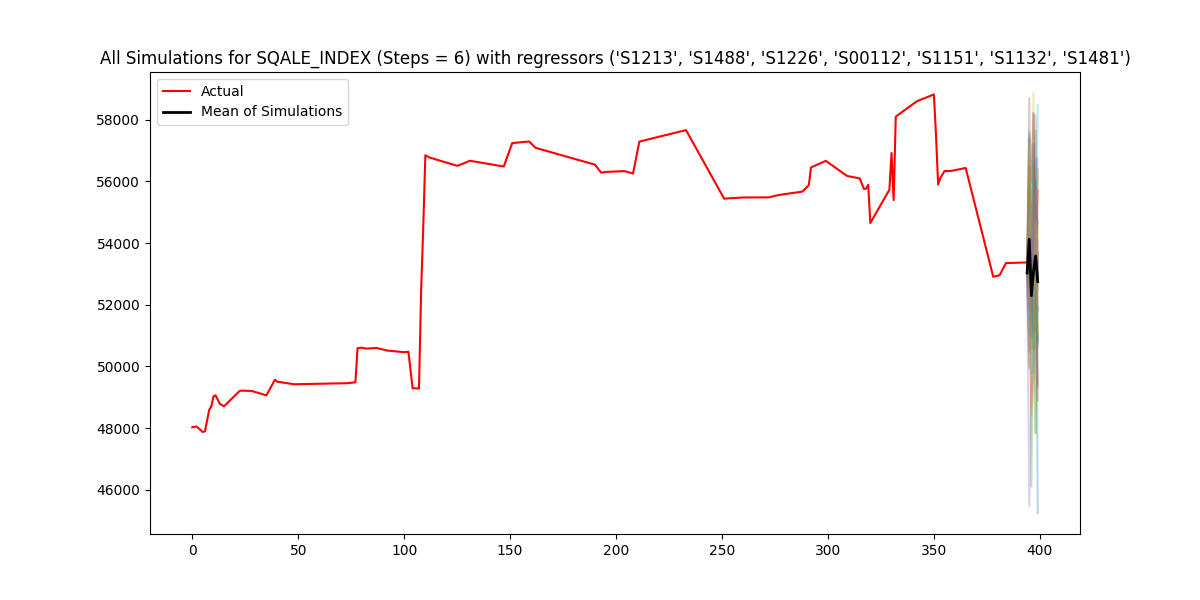 All Simulations for SQALE_INDEX (Steps = 6) with regressors ('S1213', 'S1488', 'S1226', 'S00112', 'S1151', 'S1132', 'S1481')
Actual
Mean of Simulations
58000
56000
54000
52000
50000
48000
46000
0 50 100 150 200 250 300 350 400